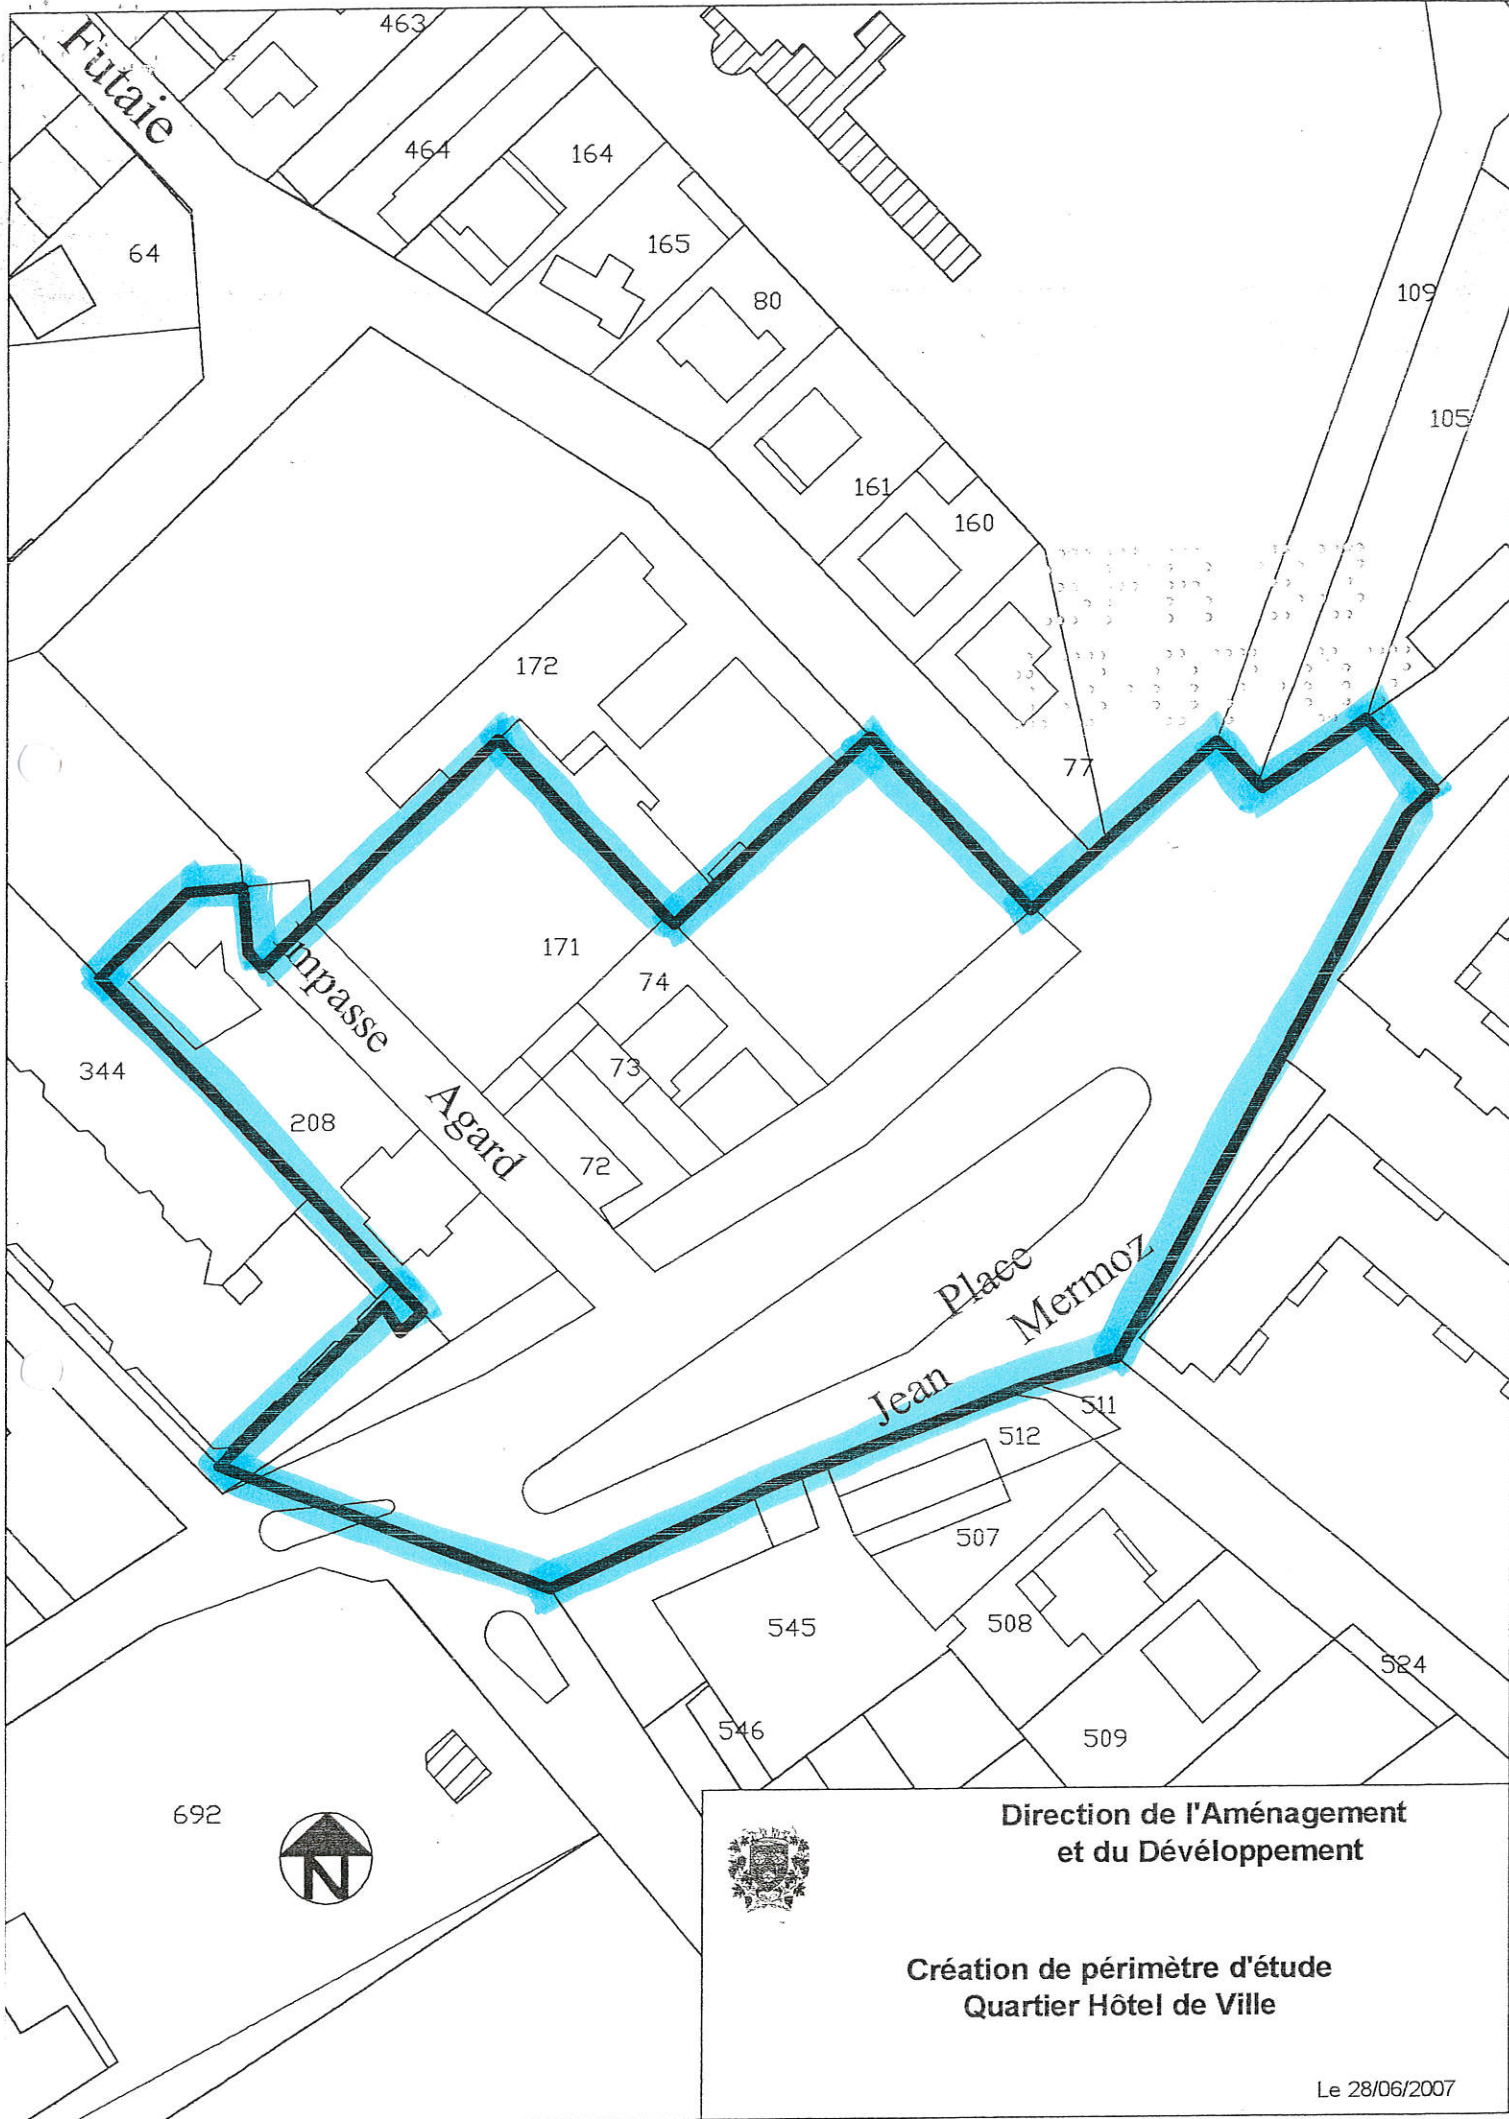 463
Futaie
464
164
64
165
80
109
105
161
160
172
77
171
74
344
73
208
72
mpasse
Agard
Place
Mermoz
Jean
511
512
507
545
508
524
546
509
692
N
Direction de l'Aménagement
et du Dévéloppement
Création de périmètre d'étude
Quartier Hôtel de Ville
Le 28/06/2007